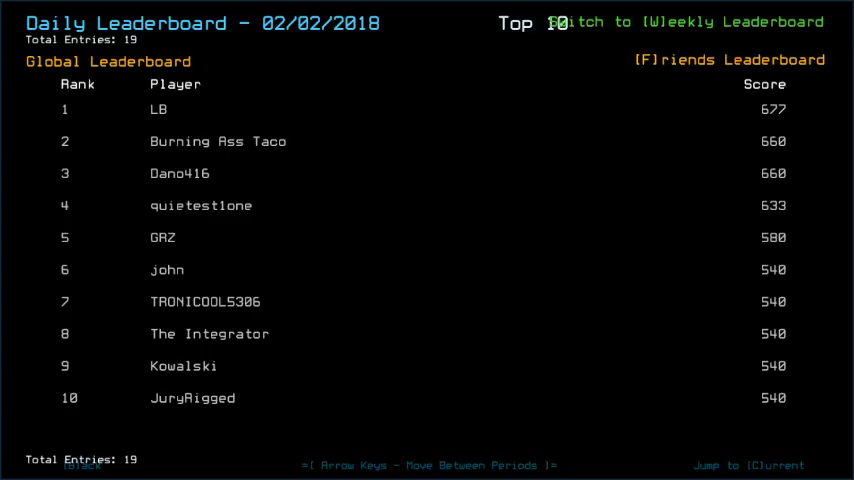 Daily Leaderboard - 02/02/2018 Top 10 Switch to [W]eekly Leaderboard
Total Entries: 19
Global Leaderboard [F]riends Leaderboard
Rank Player Score
1 LB 677
2 Burning Ass Taco 660
3 Dano416 660
4 quietest1one 633
5 GRZ 580
6 john 540
7 TRONICOOL5306 540
8 The Integrator 540
9 Kowalski 540
10 JuryRigged 540
Total Entries: 19
[B]ack =[ Arrow Keys - Move Between Periods ]= Jump to [C]urrent